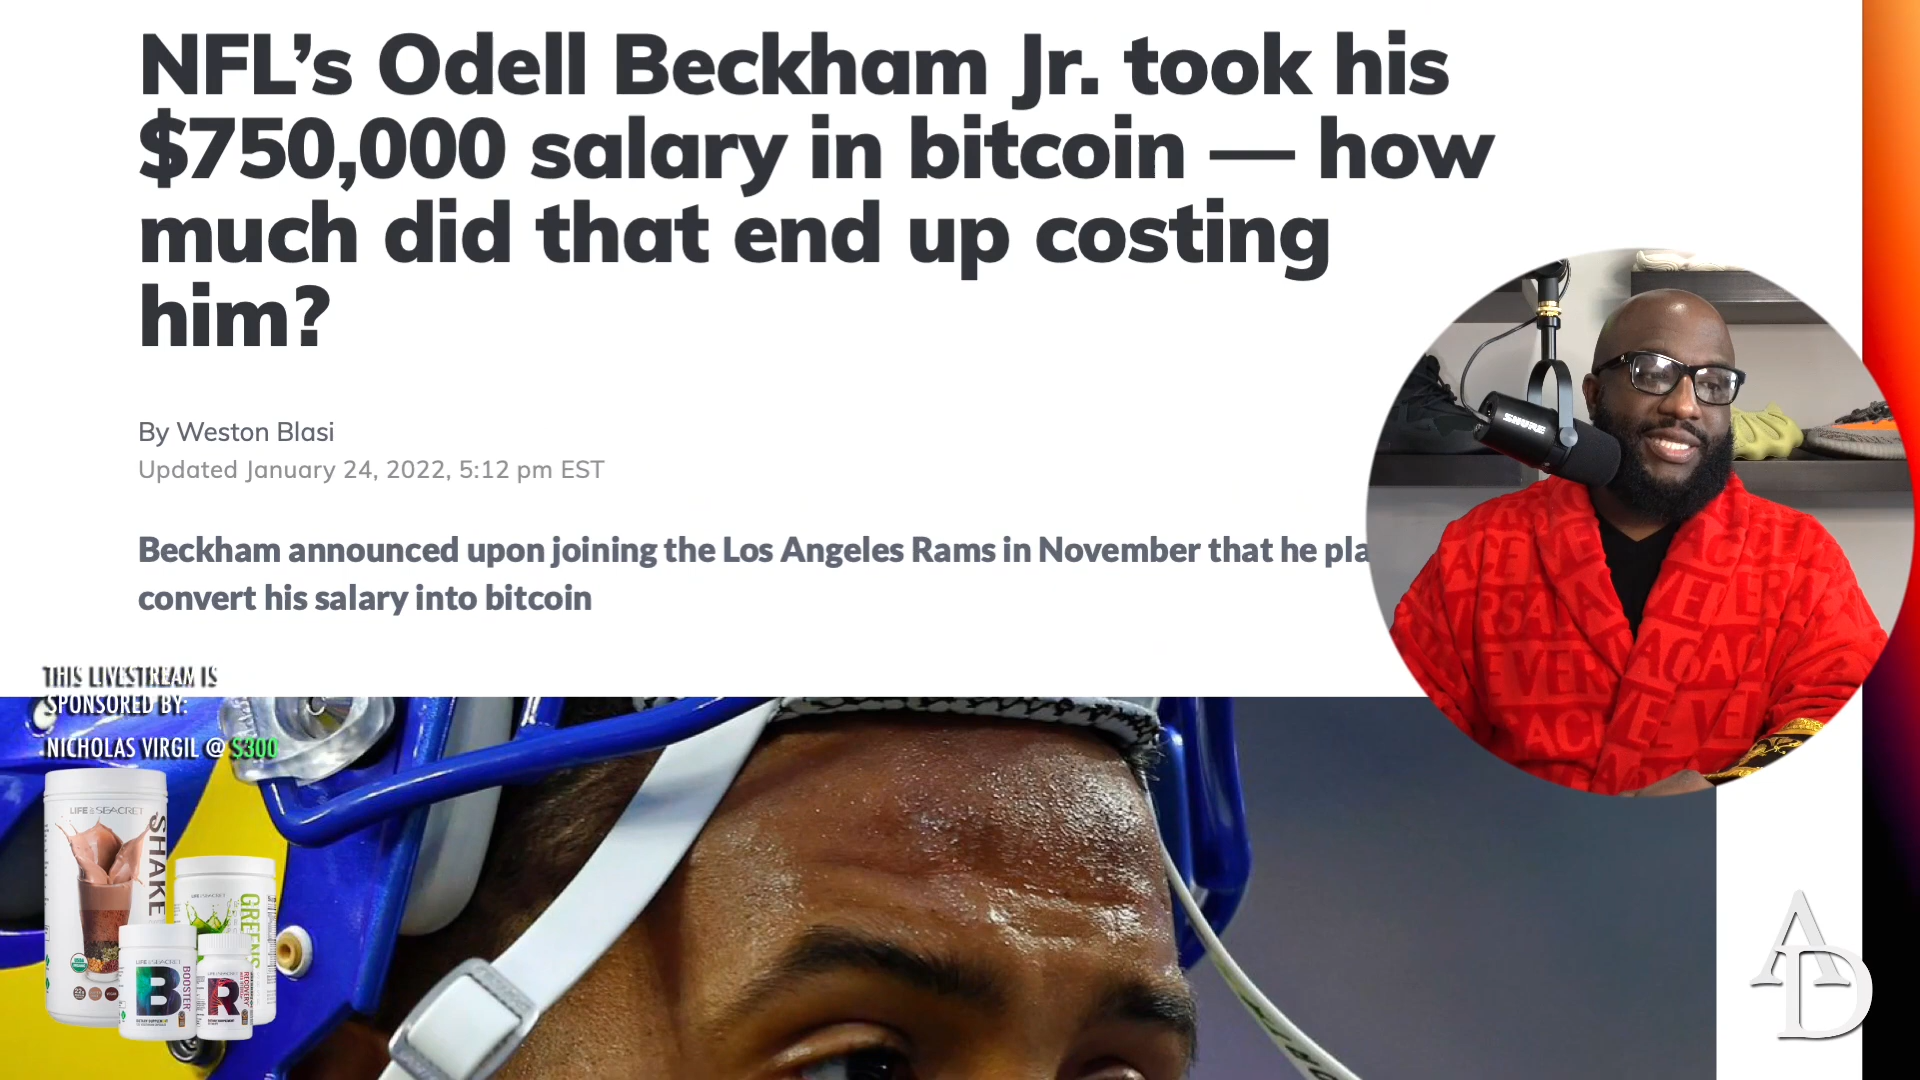 NFL’s Odell Beckham Jr. took his
$750,000 salary in bitcoin — how
much did that end up costing
him?
By Weston Blasi
Updated January 24, 2022, 5:12 pm EST
Beckham announced upon joining the Los Angeles Rams in November that he pla
convert his salary into bitcoin
SHURE
THIS LIVESTREAM IS
SPONSORED BY:
NICHOLAS VIRGIL @ $300
LIFE SEACRET
SHAKE
GREENS
B
BOOSTER
R
RECOVERY
AD